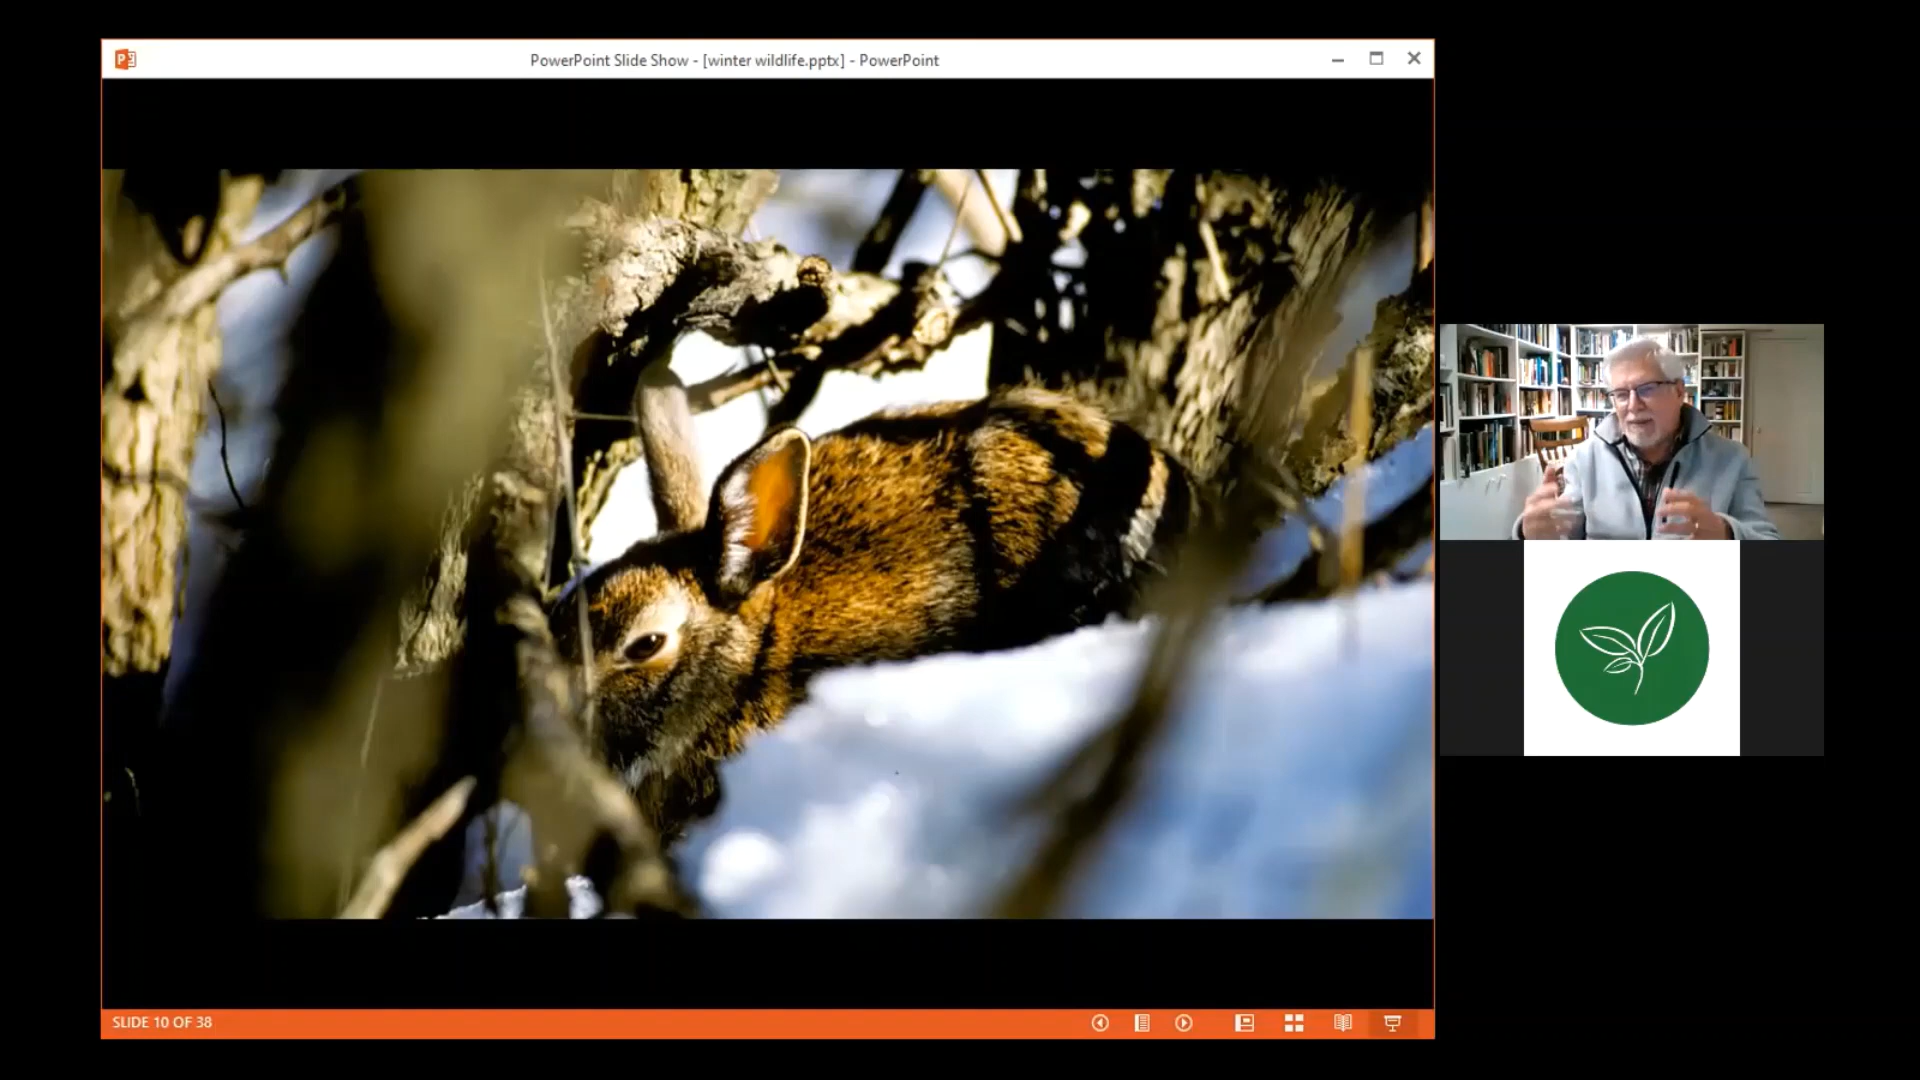 PowerPoint Slide Show - [winter wildlife.pptx] - PowerPoint
SLIDE 10 OF 38